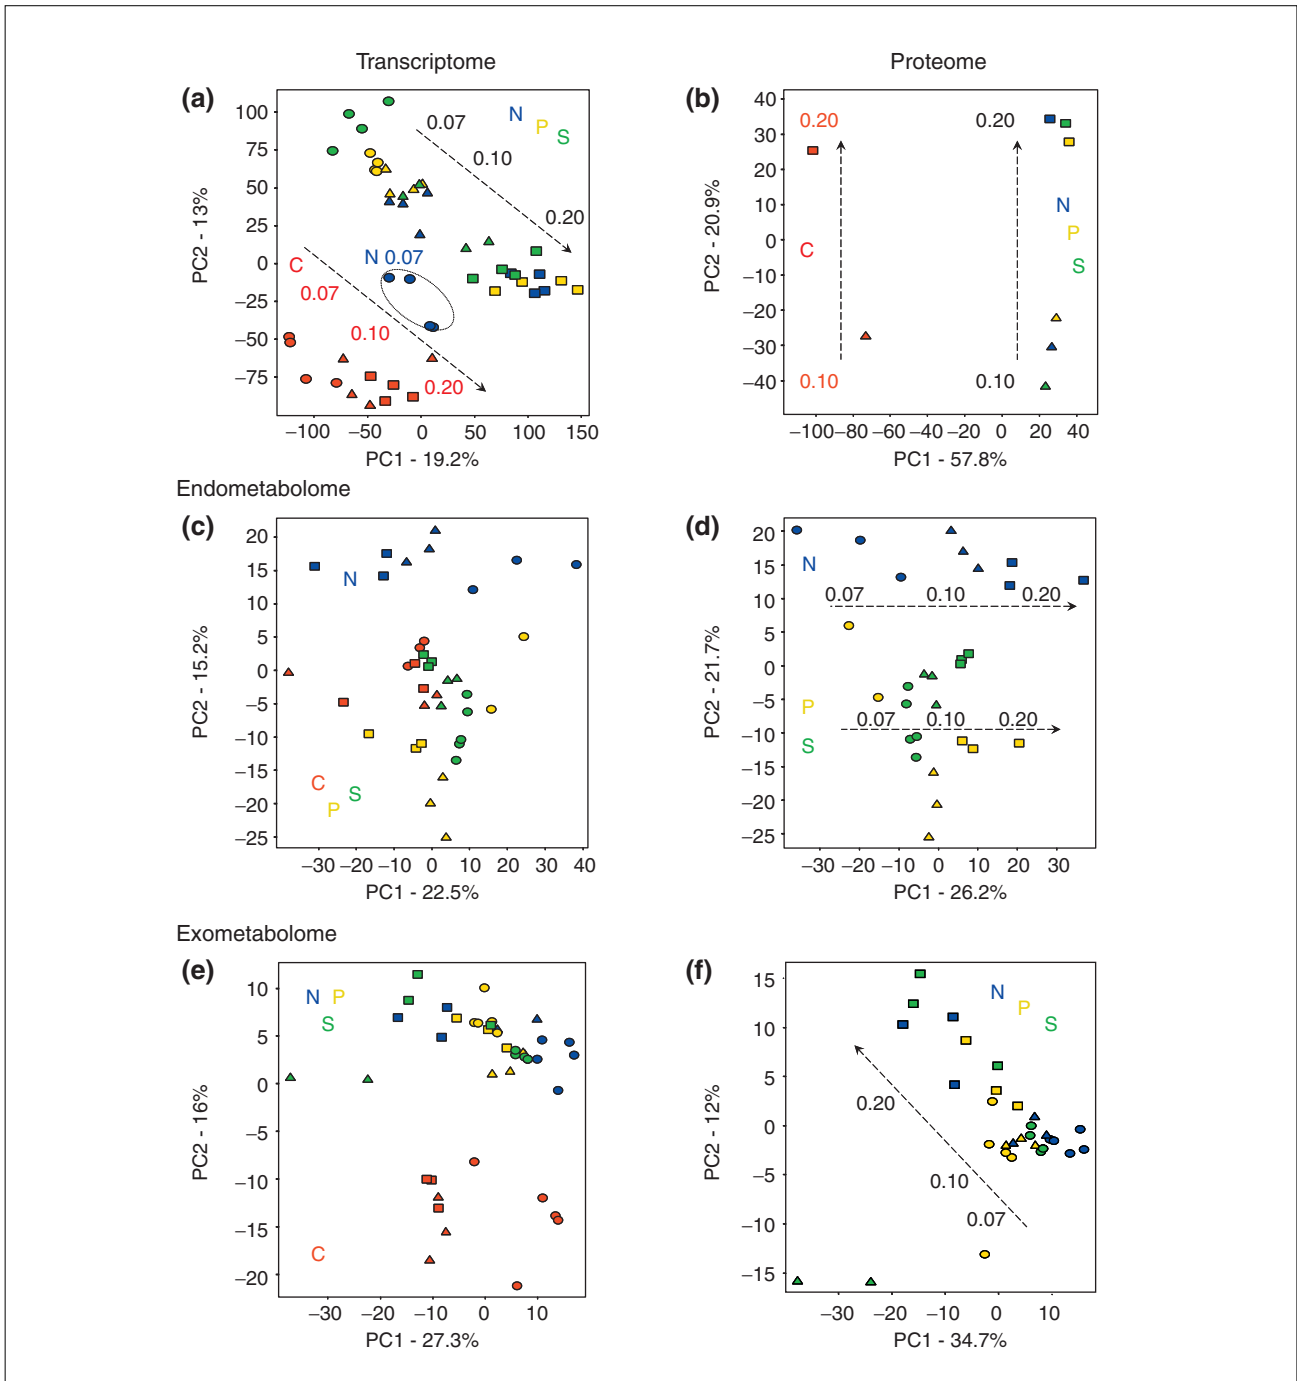 Transcriptome
Proteome
(a)
100
75
50
25
0
−25
−50
−75
PC2 - 13%
0.07
0.10
0.20
N
P
S
C
N 0.07
0.07
0.10
0.20
−100 −50 0 50 100 150
PC1 - 19.2%
(b)
40
30
20
10
0
−10
−20
−30
−40
PC2 - 20.9%
0.20
0.20
C
N
P
S
0.10
0.10
−100 −80 −60 −40 −20 0 20 40
PC1 - 57.8%
Endometabolome
(c)
20
15
10
5
0
−5
−10
−15
−20
−25
PC2 - 15.2%
N
C
P
S
−30 −20 −10 0 10 20 30 40
PC1 - 22.5%
(d)
20
15
10
5
0
−5
−10
−15
−20
−25
PC2 - 21.7%
N
0.07 0.10 0.20
P
0.07 0.10 0.20
S
−30 −20 −10 0 10 20 30
PC1 - 26.2%
Exometabolome
(e)
10
5
0
−5
−10
−15
−20
PC2 - 16%
N P
S
C
−30 −20 −10 0 10
PC1 - 27.3%
(f)
15
10
5
0
−5
−10
−15
PC2 - 12%
N
P
S
0.20
0.10
0.07
−30 −20 −10 0 10
PC1 - 34.7%